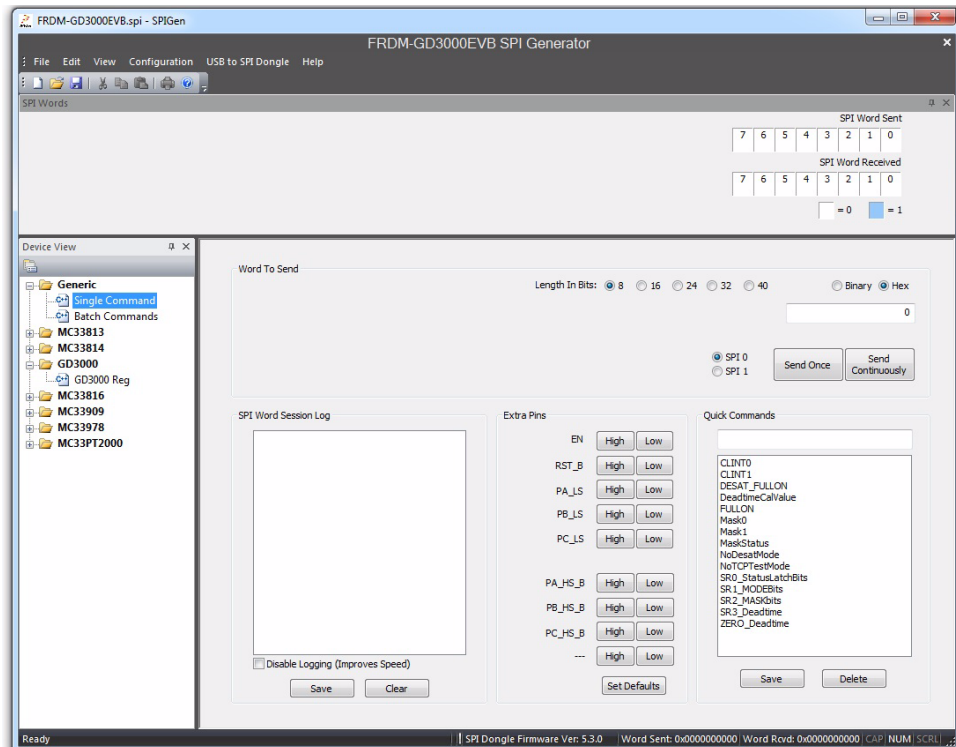 FRDM-GD3000EVB.spi - SPIGen
FRDM-GD3000EVB SPI Generator
File Edit View Configuration USB to SPI Dongle Help
SPI Words
SPI Word Sent
7 6 5 4 3 2 1 0
SPI Word Received
7 6 5 4 3 2 1 0
= 0 = 1
Device View
Generic
Single Command
Batch Commands
MC33813
MC33814
GD3000
GD3000 Reg
MC33816
MC33909
MC33978
MC33PT2000
Word To Send
Length In Bits: 8 16 24 32 40 Binary Hex
0
SPI 0
SPI 1
Send Once
Send Continuously
SPI Word Session Log
Disable Logging (Improves Speed)
Save Clear
Extra Pins
EN High Low
RST_B High Low
PA_LS High Low
PB_LS High Low
PC_LS High Low
PA_HS_B High Low
PB_HS_B High Low
PC_HS_B High Low
--- High Low
Set Defaults
Quick Commands
CLINT0
CLINT1
DESAT_FULLON
DeadtimeCalValue
FULLON
Mask0
Mask1
MaskStatus
NoDesatMode
NoTCPTestMode
SR0_StatusLatchBits
SR1_MODEBits
SR2_MASKbits
SR3_Deadtime
ZERO_Deadtime
Save Delete
Ready
SPI Dongle Firmware Ver: 5.3.0 Word Sent: 0x0000000000 Word Rcvd: 0x0000000000 CAP NUM SCRL